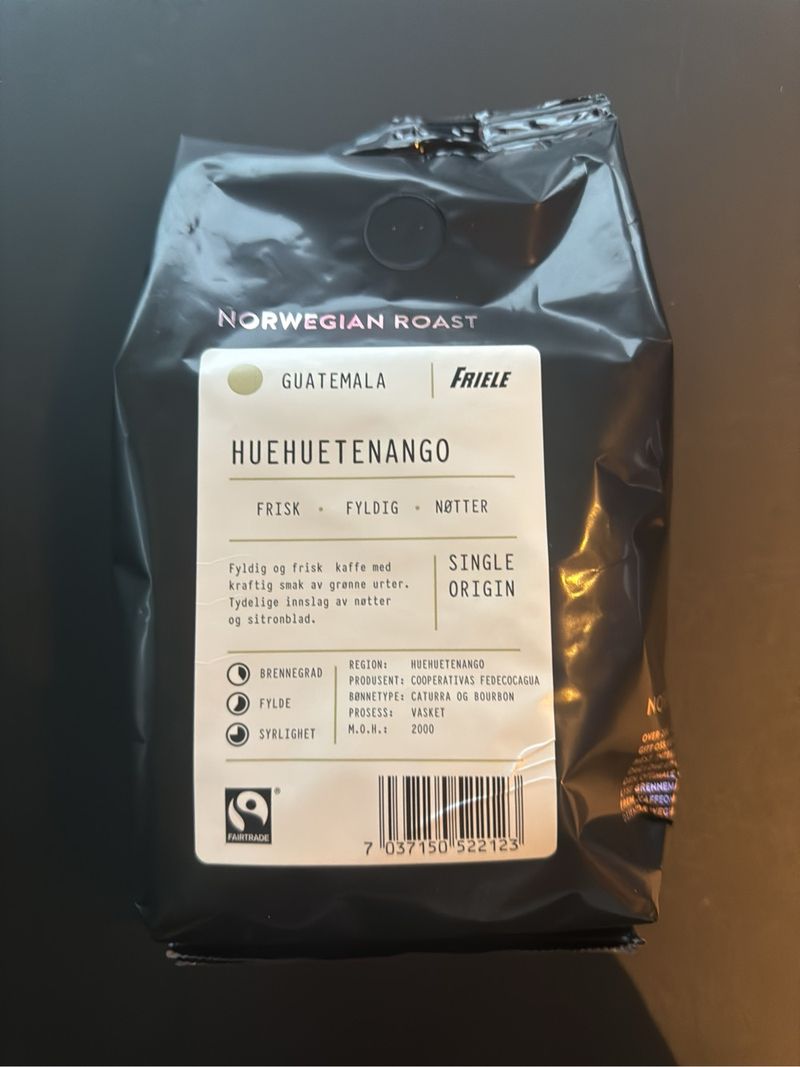 NORWEGIAN ROAST
GUATEMALA
FRIELE
HUEHUETENANGO
FRISK • FYLDIG • NØTTER
Fyldig og frisk kaffe med
kraftig smak av grønne urter.
Tydelige innslag av nøtter
og sitronblad.
SINGLE
ORIGIN
BRENNEGRAD
FYLDE
SYRLIGHET
REGION: HUEHUETENANGO
PRODUSENT: COOPERATIVAS FEDECOCAGUA
BØNNETYPE: CATURRA OG BOURBON
PROSESS: VASKET
M.O.H.: 2000
FAIRTRADE
®
7 037150 522123